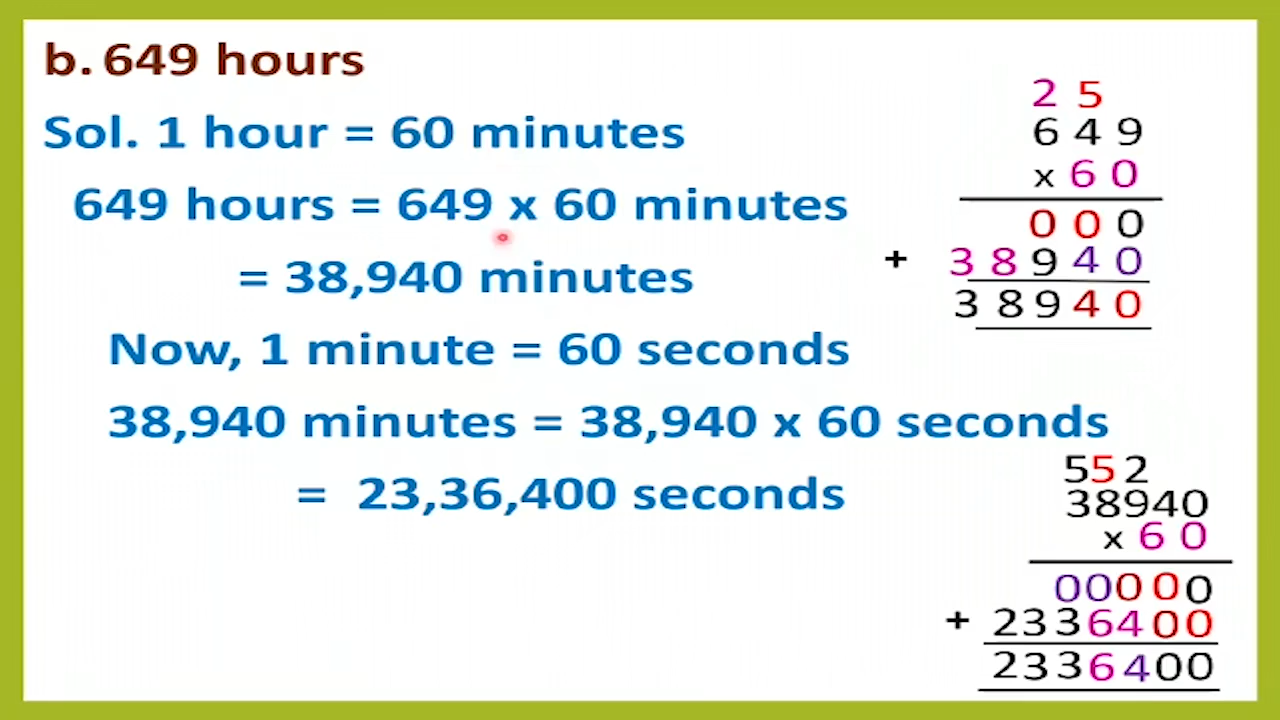 b. 649 hours
Sol. 1 hour = 60 minutes
649 hours = 649 x 60 minutes
= 38,940 minutes
Now, 1 minute = 60 seconds
38,940 minutes = 38,940 x 60 seconds
= 23,36,400 seconds
2 5
6 4 9
x 6 0
0 0 0
+ 3 8 9 4 0
3 8 9 4 0
552
38940
x 6 0
00000
+ 2336400
2336400